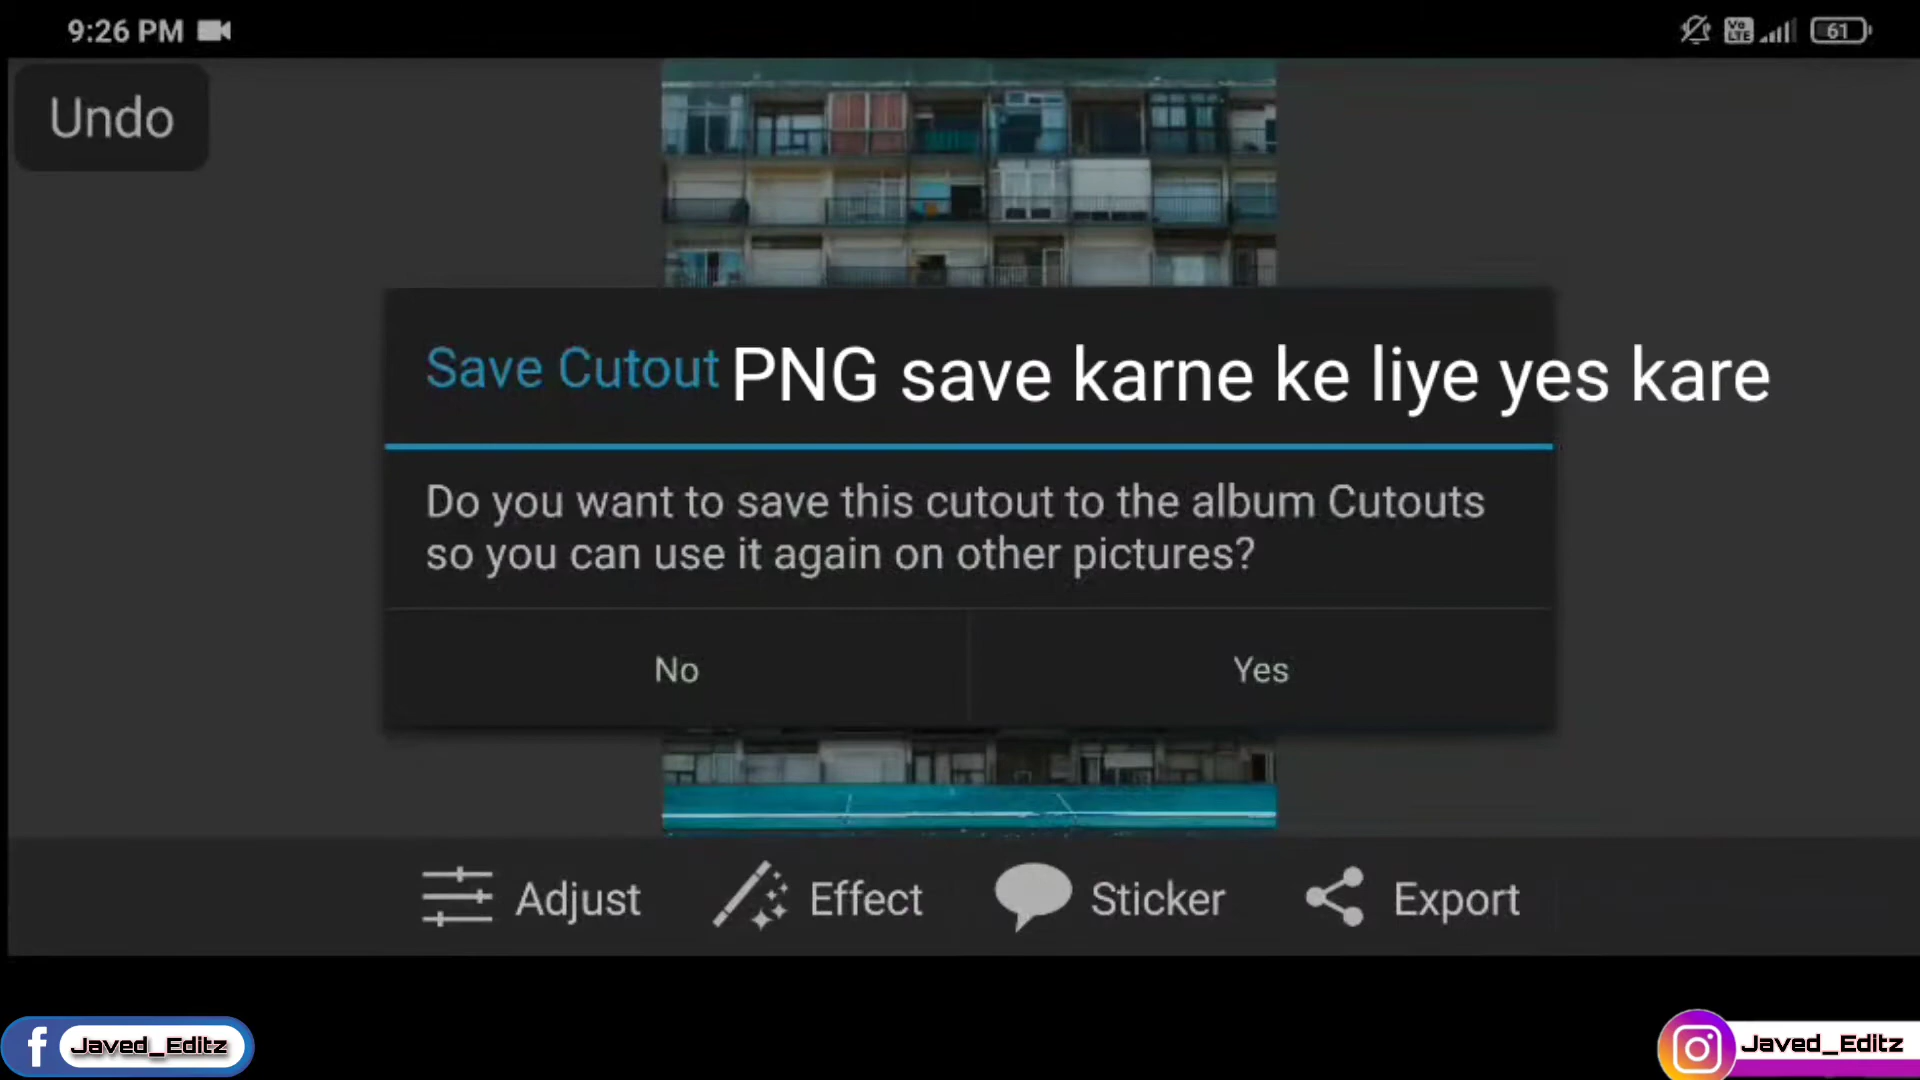 9:26 PM
Vo LTE
61
Undo
Save Cutout PNG save karne ke liye yes kare
Do you want to save this cutout to the album Cutouts
so you can use it again on other pictures?
No Yes
Adjust Effect Sticker Export
f Javed_Editz Javed_Editz